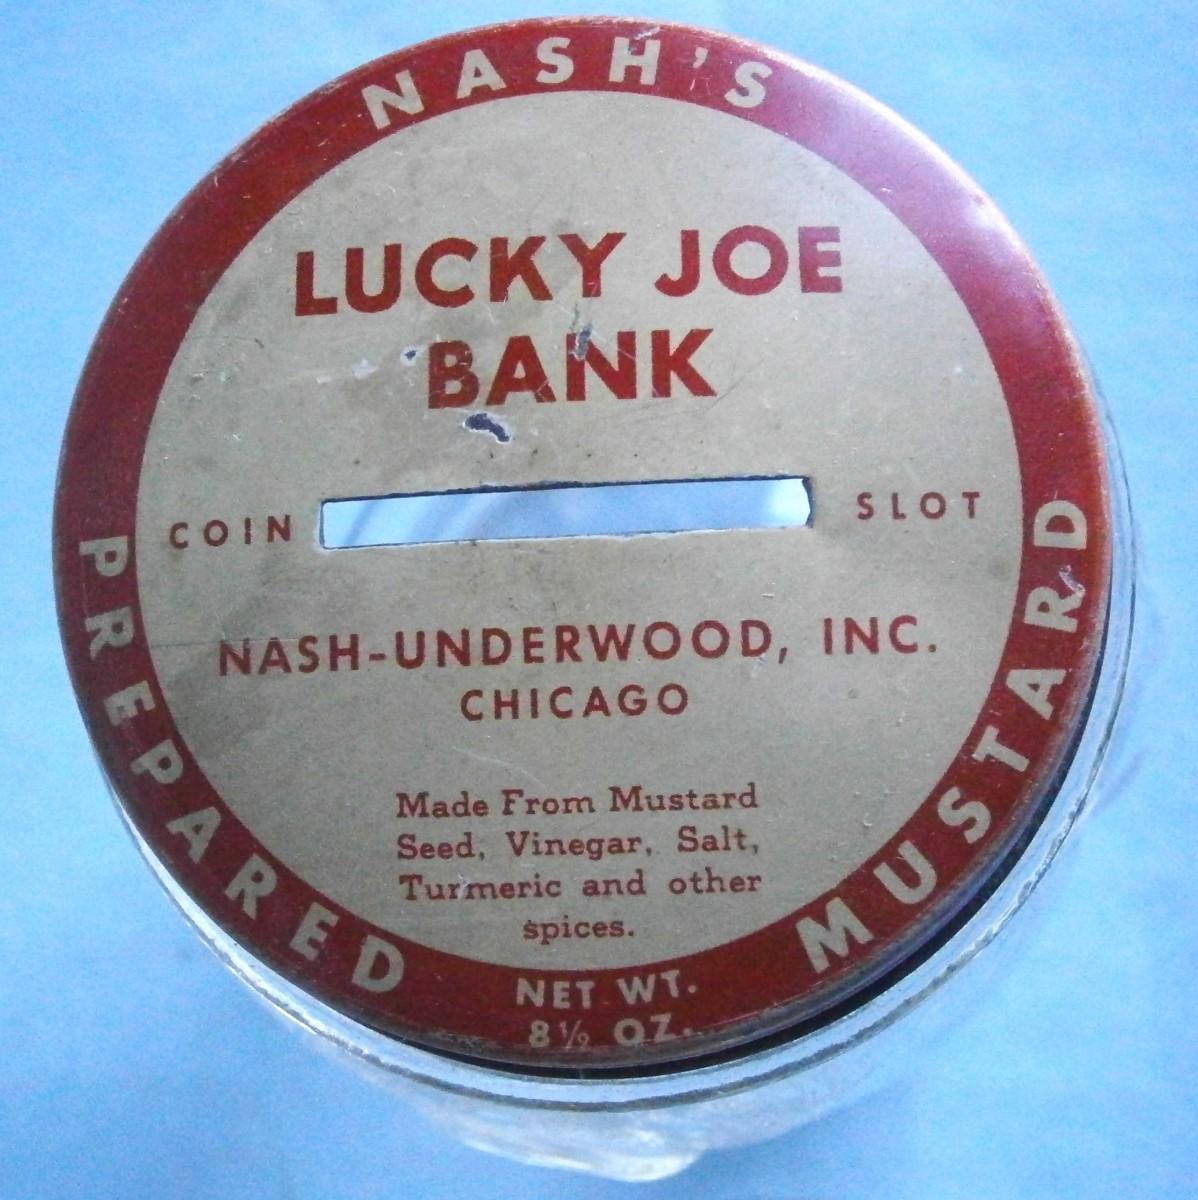 NASH'S
LUCKY JOE
BANK
COIN SLOT
NASH-UNDERWOOD, INC.
CHICAGO
Made From Mustard
Seed, Vinegar, Salt,
Turmeric and other
spices.
PREPARED MUSTARD
NET WT.
8½ OZ.